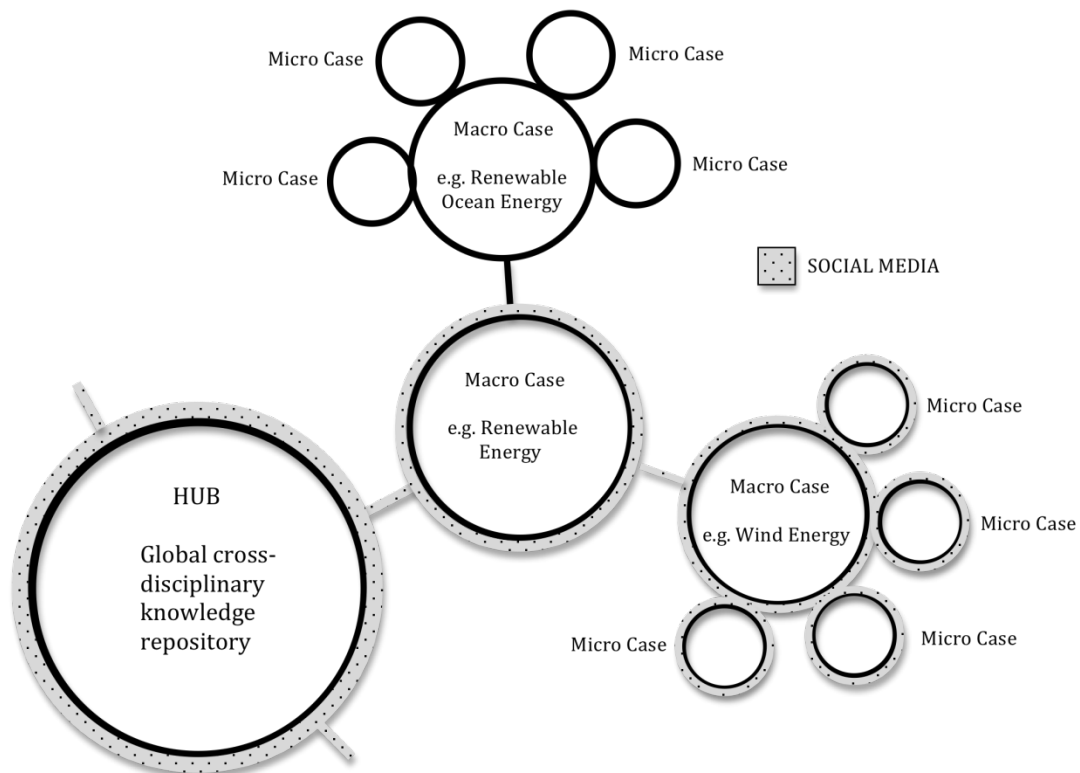 Micro Case
Micro Case
Micro Case
Micro Case
Macro Case
e.g. Renewable
Ocean Energy
SOCIAL MEDIA
Macro Case
e.g. Renewable
Energy
HUB
Global cross-
disciplinary
knowledge
repository
Macro Case
e.g. Wind Energy
Micro Case
Micro Case
Micro Case
Micro Case